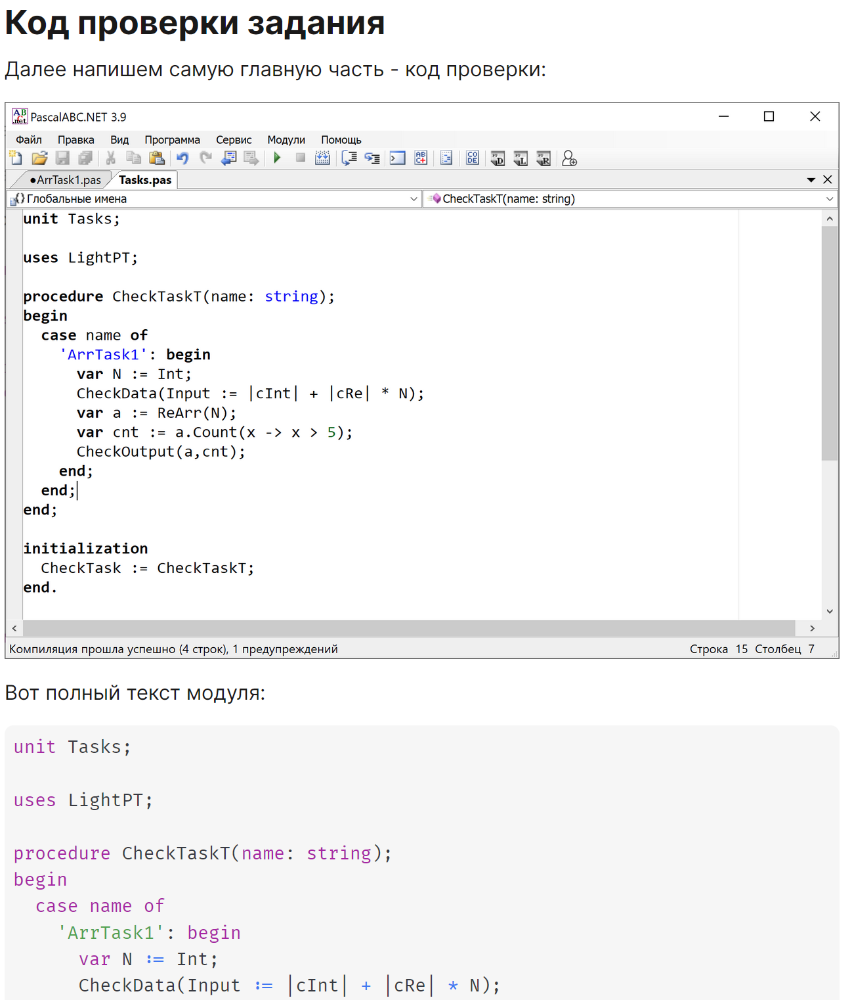 Код проверки задания
Далее напишем самую главную часть - код проверки:
PascalABC.NET 3.9
Файл Правка Вид Программа Сервис Модули Помощь
●ArrTask1.pas Tasks.pas
Глобальные имена CheckTaskT(name: string)
unit Tasks;
uses LightPT;
procedure CheckTaskT(name: string);
begin
case name of
'ArrTask1': begin
var N := Int;
CheckData(Input := |cInt| + |cRe| * N);
var a := ReArr(N);
var cnt := a.Count(x -> x > 5);
CheckOutput(a,cnt);
end;
end;
end;
initialization
CheckTask := CheckTaskT;
end.
Компиляция прошла успешно (4 строк), 1 предупреждений Строка 15 Столбец 7
Вот полный текст модуля:
unit Tasks;
uses LightPT;
procedure CheckTaskT(name: string);
begin
case name of
'ArrTask1': begin
var N := Int;
CheckData(Input := |cInt| + |cRe| * N);